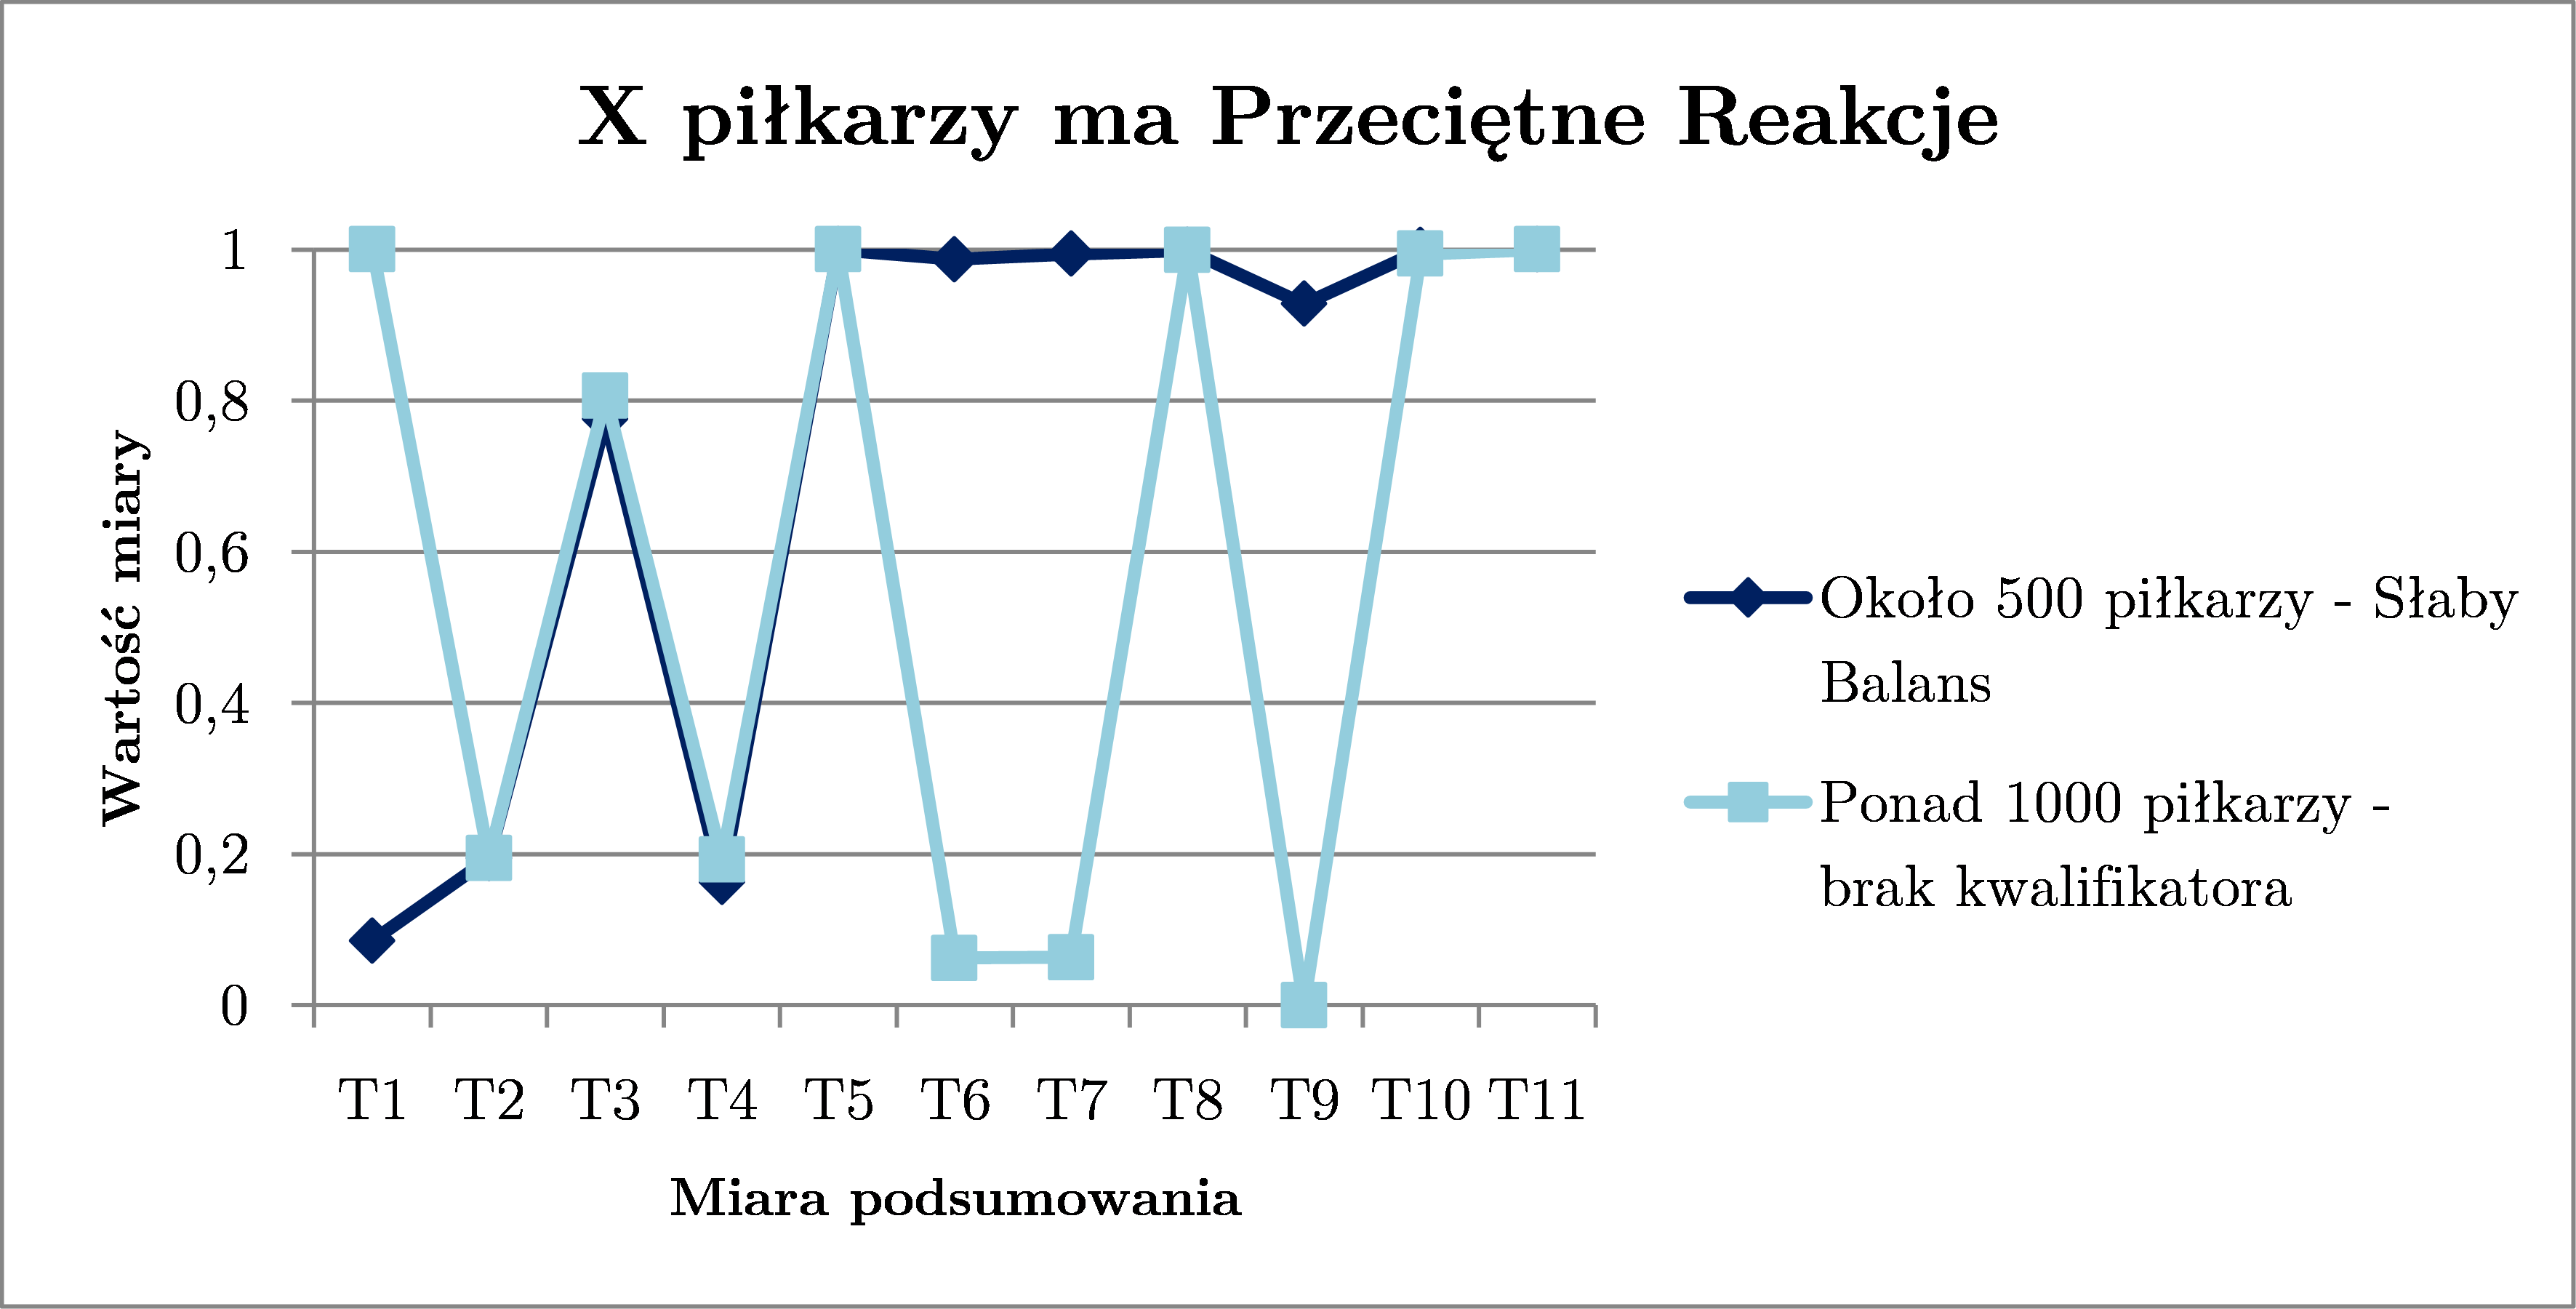 X piłkarzy ma Przeciętne Reakcje
Wartość miary
1
0,8
0,6
0,4
0,2
0
T1 T2 T3 T4 T5 T6 T7 T8 T9 T10 T11
Miara podsumowania
Około 500 piłkarzy - Słaby
Balans
Ponad 1000 piłkarzy -
brak kwalifikatora